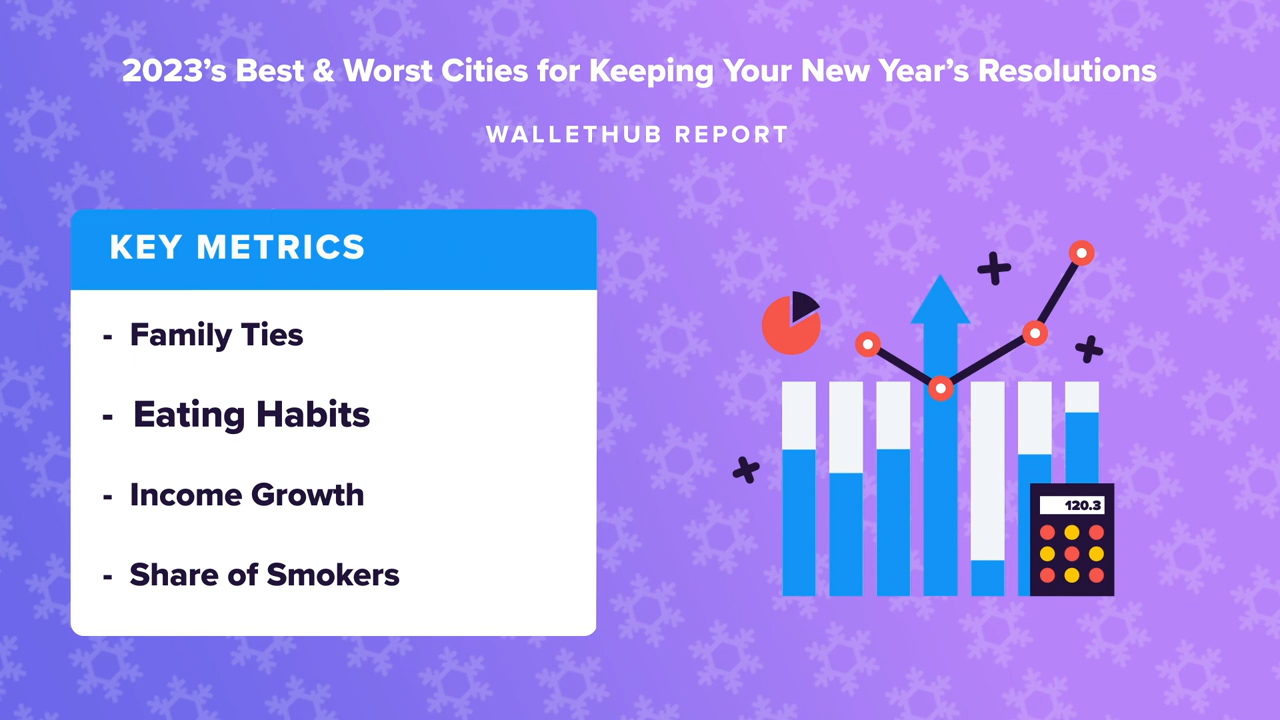 2023’s Best & Worst Cities for Keeping Your New Year’s Resolutions
WALLETHUB REPORT
KEY METRICS
- Family Ties
- Eating Habits
- Income Growth
- Share of Smokers
120.3